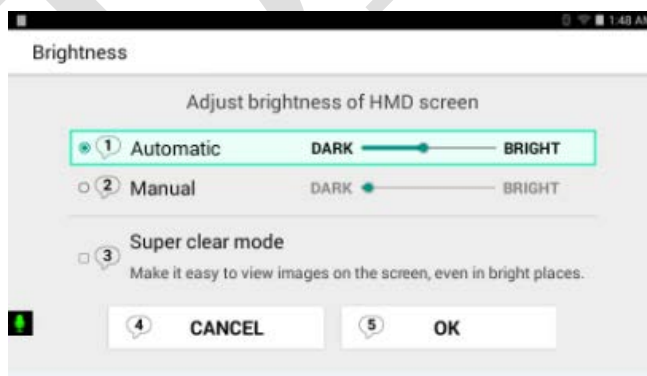 1:48 AM
Brightness
Adjust brightness of HMD screen
1 Automatic DARK BRIGHT
2 Manual DARK BRIGHT
3 Super clear mode
Make it easy to view images on the screen, even in bright places.
4 CANCEL 5 OK